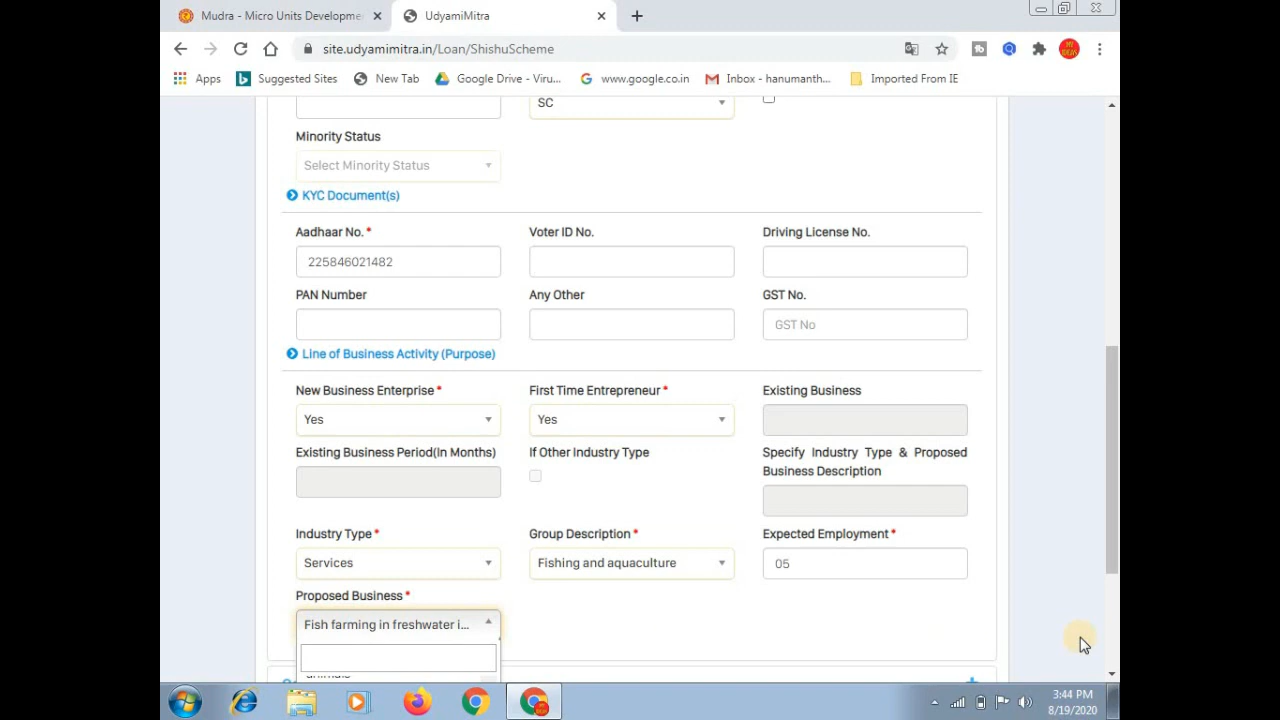 Mudra - Micro Units Developme
UdyamiMitra
site.udyamimitra.in/Loan/ShishuScheme
Apps
Suggested Sites
New Tab
Google Drive - Viru...
www.google.co.in
Inbox - hanumanth...
Imported From IE
SC
Minority Status
Select Minority Status
KYC Document(s)
Aadhaar No. *
Voter ID No.
Driving License No.
225846021482
PAN Number
Any Other
GST No.
GST No
Line of Business Activity (Purpose)
New Business Enterprise *
First Time Entrepreneur *
Existing Business
Yes
Yes
Existing Business Period(In Months)
If Other Industry Type
Specify Industry Type & Proposed
Business Description
Industry Type *
Group Description *
Expected Employment *
Services
Fishing and aquaculture
05
Proposed Business *
Fish farming in freshwater i...
animals
3:44 PM
8/19/2020